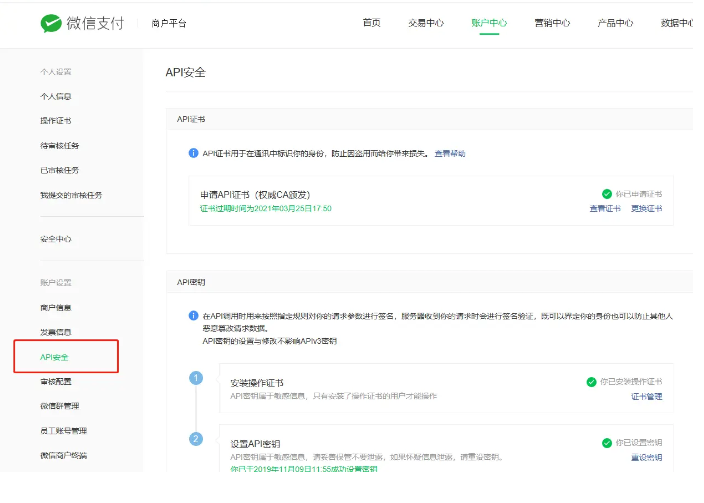 微信支付 商户平台
首页 交易中心 账户中心 营销中心 产品中心 数据中心
个人设置
个人信息
操作证书
待审核任务
已审核任务
我提交的审核任务
安全中心
账户设置
商户信息
发票信息
API安全
审核配置
微信群管理
员工账号管理
微信商户终端
API安全
API证书
API证书用于在通讯中标识你的身份，防止因盗用而给你带来损失。 查看帮助
申请API证书（权威CA颁发） 你已申请证书
证书过期时间为2021年03月25日17:50 查看证书 更换证书
API密钥
在API调用时用来按照指定规则对你的请求参数进行签名，服务器收到你的请求时会进行签名验证，既可以界定你的身份也可以防止其他人
恶意篡改请求数据。
API密钥的设置与修改不影响APIv3密钥
1 安装操作证书 你已安装操作证书
API密钥属于敏感信息，只有安装了操作证书的用户才能操作 证书管理
2 设置API密钥 你已设置密钥
API密钥属于敏感信息，请妥善保管不要泄露，如果怀疑信息泄露，请重设密钥。 重设密钥
你已于2019年11月09日11:55成功设置密钥